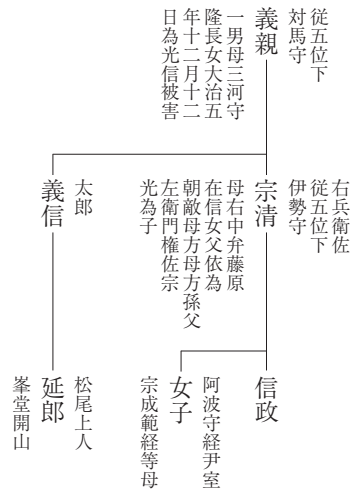 従五位下
対馬守
義親
一男母三河守
隆長女大治五
年十二月十二
日為光信被害
右兵衛佐
従五位下
伊勢守
宗清
母右中弁藤原
在信女父依為
朝敵母方母方孫父
左衛門権佐宗
光為子
信政
阿波守経尹室
女子
宗成範経等母
太郎
義信
松尾上人
延郎
峯堂開山